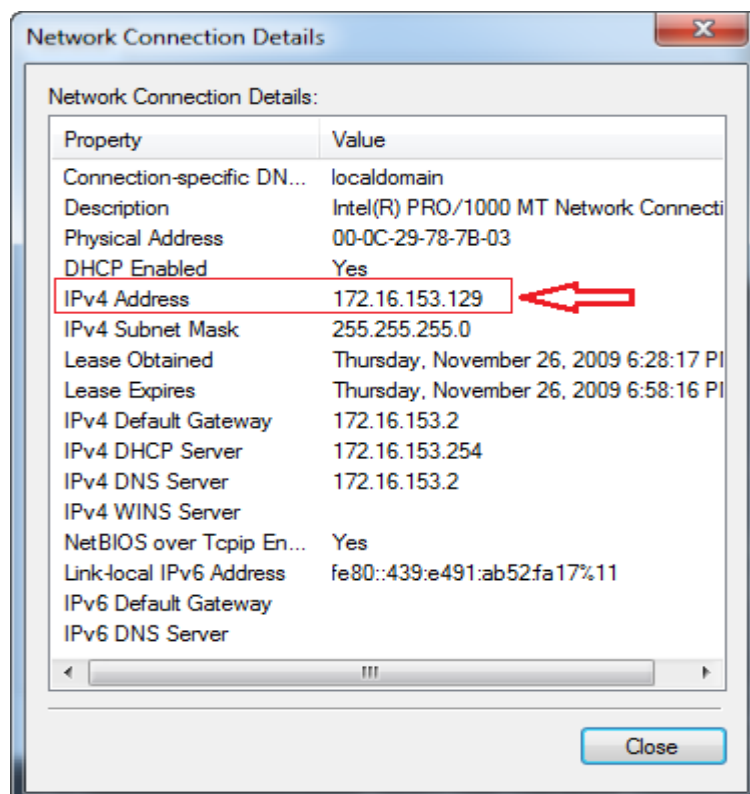 Network Connection Details
Network Connection Details:
Property Value
Connection-specific DN... localdomain
Description Intel(R) PRO/1000 MT Network Connecti
Physical Address 00-0C-29-78-7B-03
DHCP Enabled Yes
IPv4 Address 172.16.153.129
IPv4 Subnet Mask 255.255.255.0
Lease Obtained Thursday, November 26, 2009 6:28:17 PI
Lease Expires Thursday, November 26, 2009 6:58:16 PI
IPv4 Default Gateway 172.16.153.2
IPv4 DHCP Server 172.16.153.254
IPv4 DNS Server 172.16.153.2
IPv4 WINS Server
NetBIOS over Tcpip En... Yes
Link-local IPv6 Address fe80::439:e491:ab52:fa17%11
IPv6 Default Gateway
IPv6 DNS Server
Close